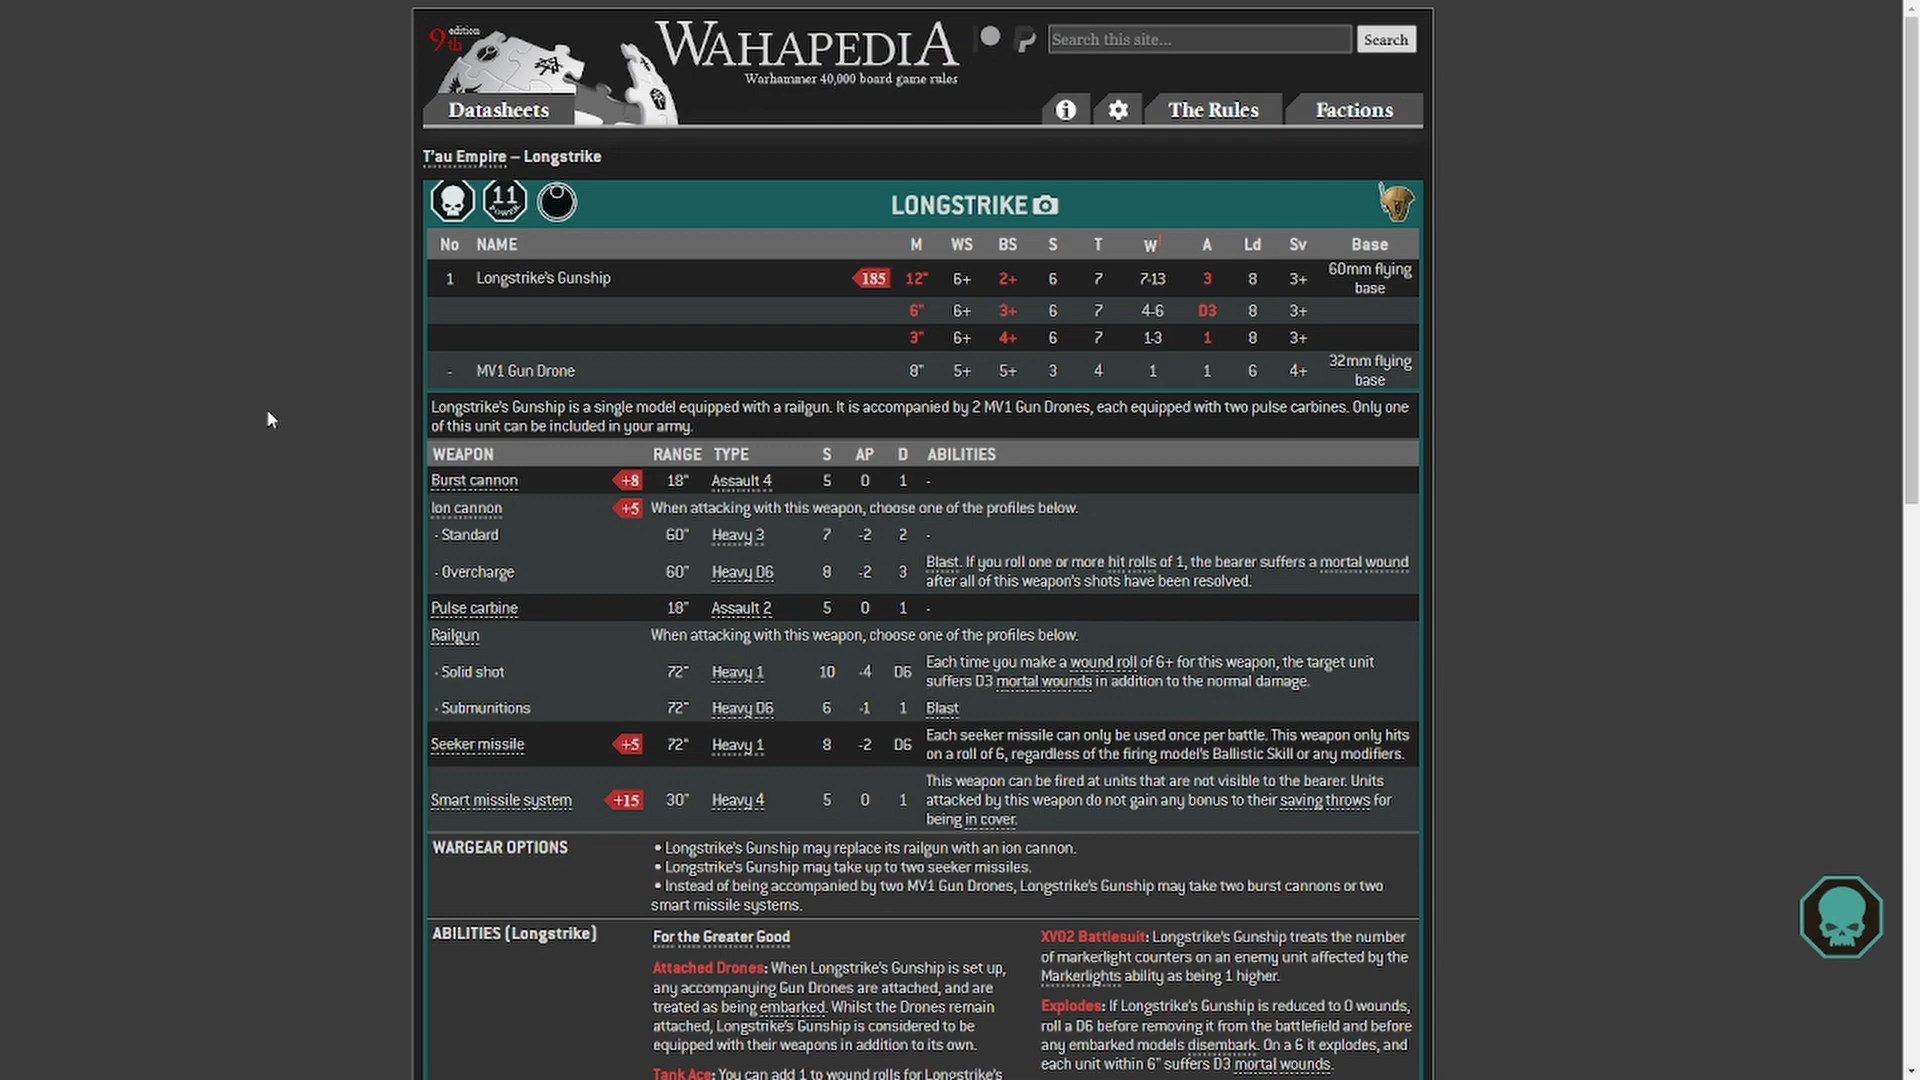 9th edition
WAHAPEDIA
Warhammer 40,000 board game rules
Search this site...
Search
Datasheets
The Rules
Factions
T'au Empire – Longstrike
11
POWER
LONGSTRIKE
No NAME M WS BS S T W A Ld Sv Base
1 Longstrike's Gunship 185 12" 6+ 2+ 6 7 7-13 3 8 3+ 60mm flying base
6" 6+ 3+ 6 7 4-6 D3 8 3+
3" 6+ 4+ 6 7 1-3 1 8 3+
- MV1 Gun Drone 8" 5+ 5+ 3 4 1 1 6 4+ 32mm flying base
Longstrike's Gunship is a single model equipped with a railgun. It is accompanied by 2 MV1 Gun Drones, each equipped with two pulse carbines. Only one
of this unit can be included in your army.
WEAPON RANGE TYPE S AP D ABILITIES
Burst cannon +8 18" Assault 4 5 0 1 -
Ion cannon +5 When attacking with this weapon, choose one of the profiles below.
- Standard 60" Heavy 3 7 -2 2 -
- Overcharge 60" Heavy D6 8 -2 3 Blast. If you roll one or more hit rolls of 1, the bearer suffers a mortal wound
after all of this weapon's shots have been resolved.
Pulse carbine 18" Assault 2 5 0 1 -
Railgun When attacking with this weapon, choose one of the profiles below.
- Solid shot 72" Heavy 1 10 -4 D6 Each time you make a wound roll of 6+ for this weapon, the target unit
suffers D3 mortal wounds in addition to the normal damage.
- Submunitions 72" Heavy D6 6 -1 1 Blast
Seeker missile +5 72" Heavy 1 8 -2 D6 Each seeker missile can only be used once per battle. This weapon only hits
on a roll of 6, regardless of the firing model's Ballistic Skill or any modifiers.
Smart missile system +15 30" Heavy 4 5 0 1 This weapon can be fired at units that are not visible to the bearer. Units
attacked by this weapon do not gain any bonus to their saving throws for
being in cover.
WARGEAR OPTIONS
• Longstrike's Gunship may replace its railgun with an ion cannon.
• Longstrike's Gunship may take up to two seeker missiles.
• Instead of being accompanied by two MV1 Gun Drones, Longstrike's Gunship may take two burst cannons or two
smart missile systems.
ABILITIES (Longstrike)
For the Greater Good
Attached Drones: When Longstrike's Gunship is set up,
any accompanying Gun Drones are attached, and are
treated as being embarked. Whilst the Drones remain
attached, Longstrike's Gunship is considered to be
equipped with their weapons in addition to its own.
Tank Ace: You can add 1 to wound rolls for Longstrike's
XV02 Battlesuit: Longstrike's Gunship treats the number
of markerlight counters on an enemy unit affected by the
Markerlights ability as being 1 higher.
Explodes: If Longstrike's Gunship is reduced to 0 wounds,
roll a D6 before removing it from the battlefield and before
any embarked models disembark. On a 6 it explodes, and
each unit within 6" suffers D3 mortal wounds.